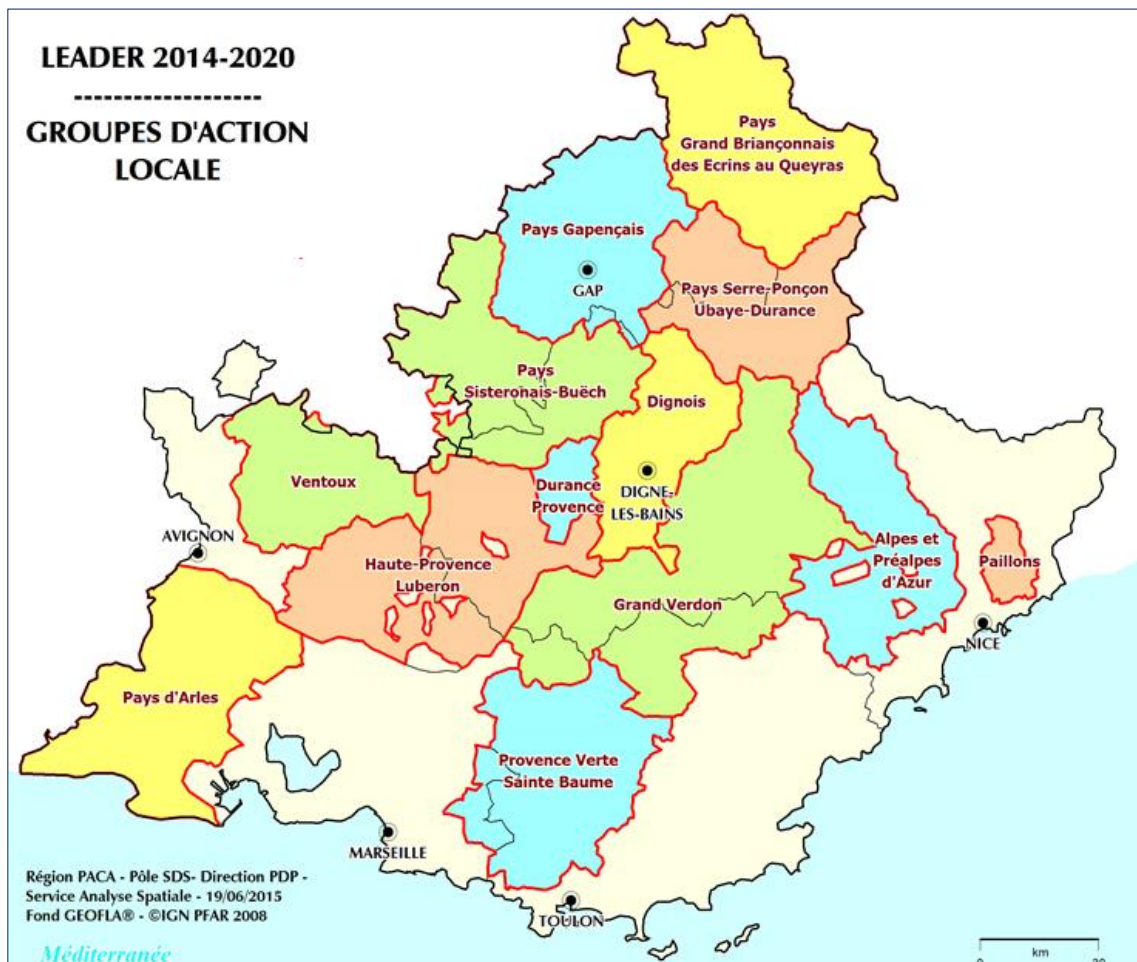 LEADER 2014-2020
-------------------
GROUPES D'ACTION
LOCALE
Pays
Grand Briançonnais
des Ecrins au Queyras
Pays Gapençais
GAP
Pays Serre-Ponçon
Ubaye-Durance
Pays
Sisteronais-Buëch
Dignois
Ventoux
Durance
Provence
DIGNE-
LES-BAINS
AVIGNON
Haute-Provence
Luberon
Alpes et
Préalpes
d'Azur
Paillons
Grand Verdon
NICE
Pays d'Arles
Provence Verte
Sainte Baume
MARSEILLE
TOULON
Région PACA - Pôle SDS- Direction PDP -
Service Analyse Spatiale - 19/06/2015
Fond GEOFLA® - ©IGN PFAR 2008
Méditerranée
km